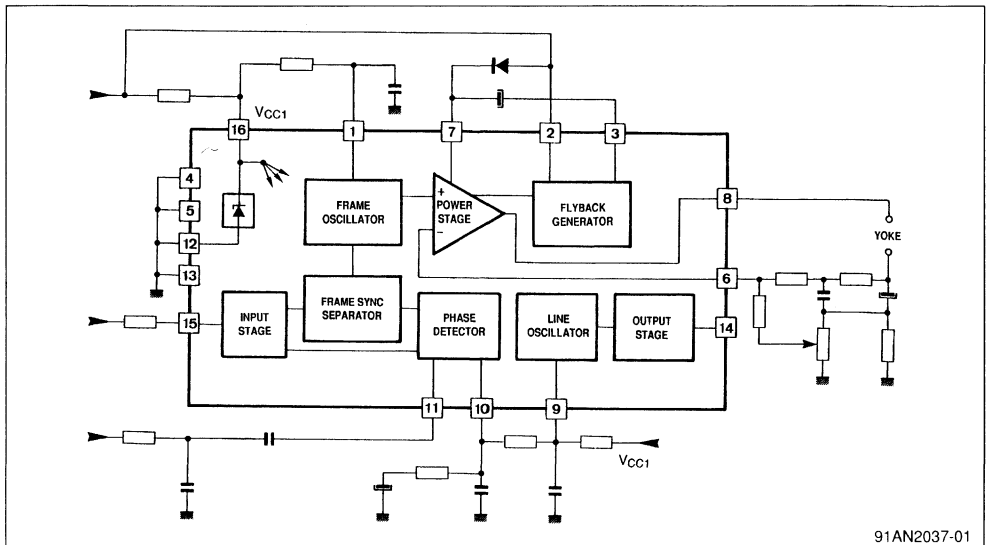 VCC1
16
1
7
2
3
4
5
12
13
15
FRAME
OSCILLATOR
+
POWER
STAGE
−
FLYBACK
GENERATOR
8
YOKE
6
14
INPUT
STAGE
FRAME SYNC
SEPARATOR
PHASE
DETECTOR
LINE
OSCILLATOR
OUTPUT
STAGE
11
10
9
VCC1
91AN2037-01